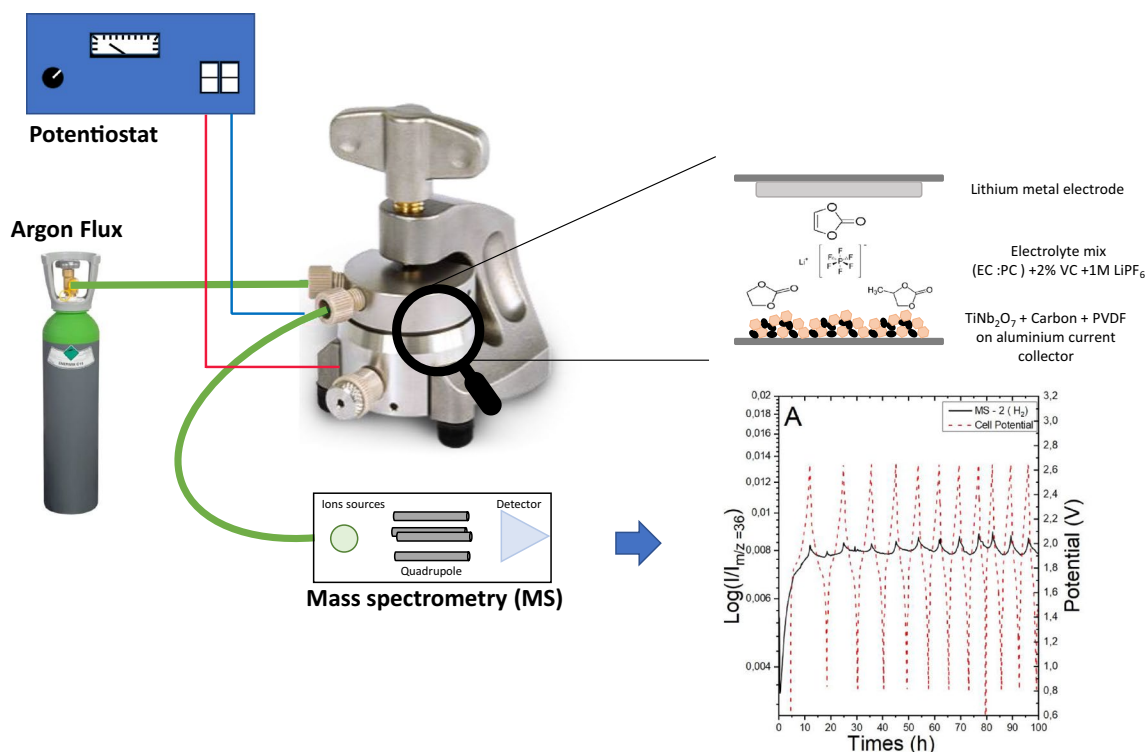 Potentiostat
Argon Flux
Lithium metal electrode
O
O
O
Li⁺
F
F
F
P
F
F
F
-
Electrolyte mix
(EC :PC ) +2% VC +1M LiPF₆
O
O
O
H₃C
O
O
O
TiNb₂O₇ + Carbon + PVDF
on aluminium current
collector
Ions sources
Detector
Quadrupole
Mass spectrometry (MS)
A
MS - 2 ( H₂)
Cell Potential
Log(I/I m/z =36)
0,02
0,018
0,016
0,014
0,012
0,01
0,008
0,006
0,004
3,2
3,0
2,8
2,6
2,4
2,2
2,0
1,8
1,6
1,4
1,2
1,0
0,8
0,6
Potential (V)
0 10 20 30 40 50 60 70 80 90 100
Times (h)